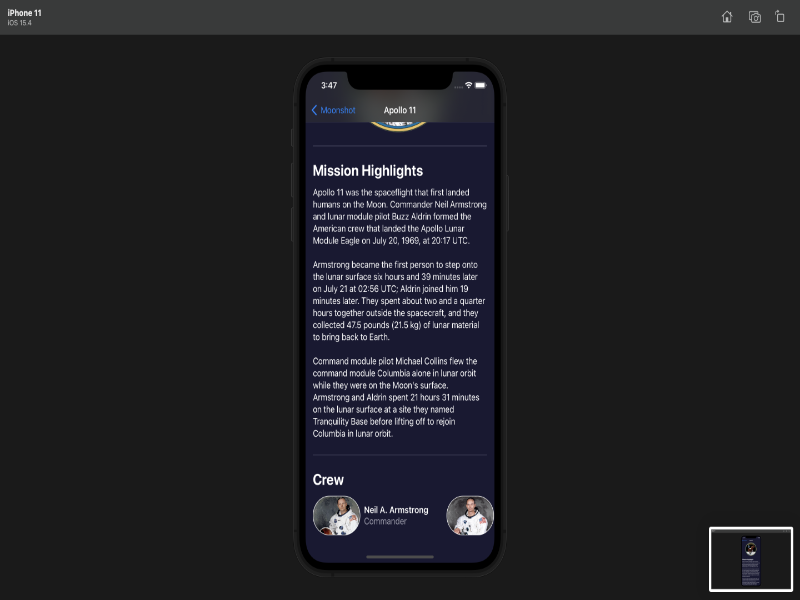 iPhone 11
iOS 15.4
3:47
Moonshot
Apollo 11
Mission Highlights
Apollo 11 was the spaceflight that first landed
humans on the Moon. Commander Neil Armstrong
and lunar module pilot Buzz Aldrin formed the
American crew that landed the Apollo Lunar
Module Eagle on July 20, 1969, at 20:17 UTC.
Armstrong became the first person to step onto
the lunar surface six hours and 39 minutes later
on July 21 at 02:56 UTC; Aldrin joined him 19
minutes later. They spent about two and a quarter
hours together outside the spacecraft, and they
collected 47.5 pounds (21.5 kg) of lunar material
to bring back to Earth.
Command module pilot Michael Collins flew the
command module Columbia alone in lunar orbit
while they were on the Moon's surface.
Armstrong and Aldrin spent 21 hours 31 minutes
on the lunar surface at a site they named
Tranquility Base before lifting off to rejoin
Columbia in lunar orbit.
Crew
Neil A. Armstrong
Commander